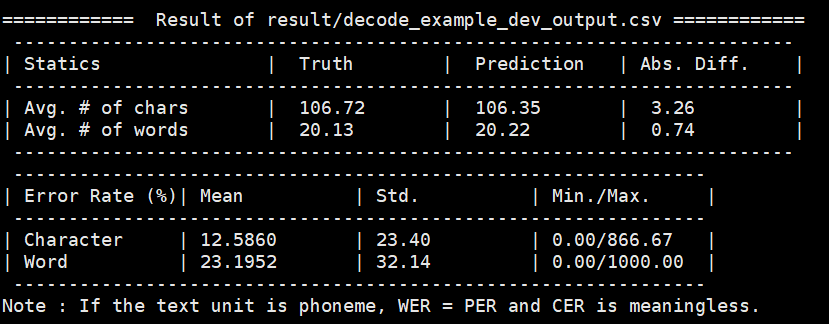 ============  Result of result/decode_example_dev_output.csv ============
 -----------------------------------------------------------------------
| Statics               |  Truth         |  Prediction   | Abs. Diff.    |
 -----------------------------------------------------------------------
| Avg. # of chars       |  106.72        |  106.35       |  3.26         |
| Avg. # of words       |  20.13         |  20.22        |  0.74         |
 -----------------------------------------------------------------------
 ---------------------------------------------------------------
| Error Rate (%)| Mean          | Std.          | Min./Max.     |
 ---------------------------------------------------------------
| Character     | 12.5860       | 23.40         | 0.00/866.67   |
| Word          | 23.1952       | 32.14         | 0.00/1000.00  |
 ---------------------------------------------------------------
Note : If the text unit is phoneme, WER = PER and CER is meaningless.